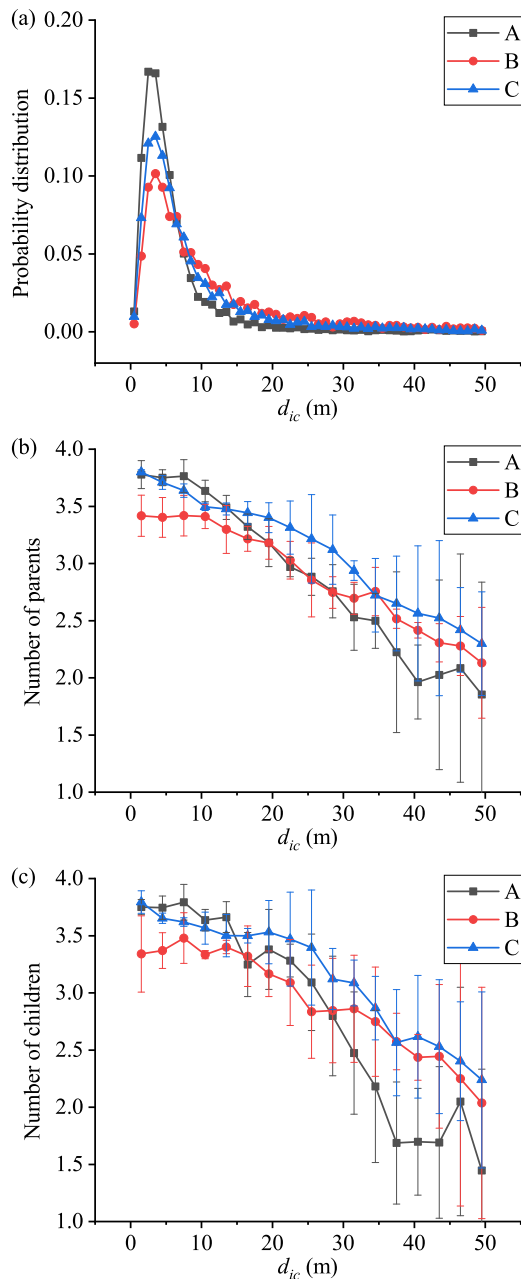 (a)
0.20
0.15
0.10
0.05
0.00
Probability distribution
A
B
C
0 10 20 30 40 50
d_ic (m)
(b)
4.0
3.5
3.0
2.5
2.0
1.5
1.0
Number of parents
A
B
C
0 10 20 30 40 50
d_ic (m)
(c)
4.0
3.5
3.0
2.5
2.0
1.5
1.0
Number of children
A
B
C
0 10 20 30 40 50
d_ic (m)